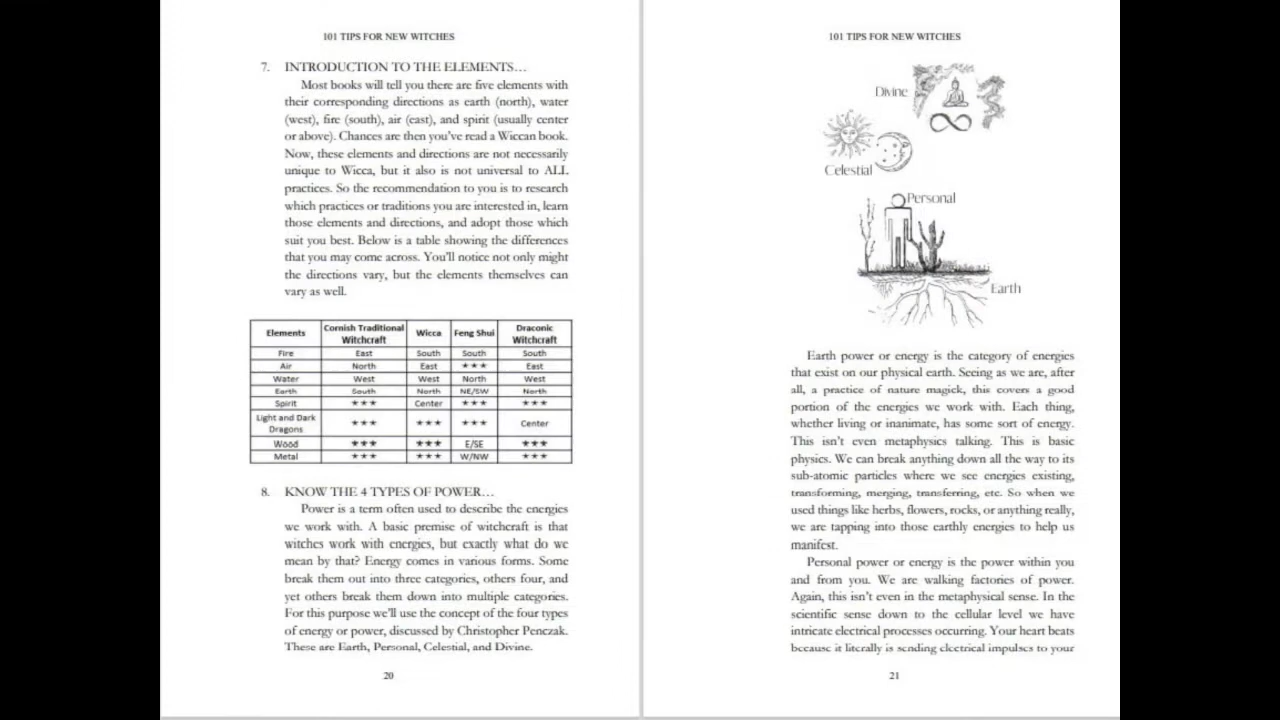 101 TIPS FOR NEW WITCHES
7. INTRODUCTION TO THE ELEMENTS…
Most books will tell you there are five elements with
their corresponding directions as earth (north), water
(west), fire (south), air (east), and spirit (usually center
or above). Chances are then you've read a Wiccan book.
Now, these elements and directions are not necessarily
unique to Wicca, but it also is not universal to ALL
practices. So the recommendation to you is to research
which practices or traditions you are interested in, learn
those elements and directions, and adopt those which
suit you best. Below is a table showing the differences
that you may come across. You'll notice not only might
the directions vary, but the elements themselves can
vary as well.
Elements Cornish Traditional Witchcraft Wicca Feng Shui Draconic Witchcraft
Fire East South South South
Air North East *** East
Water West West North West
Earth South North NE/SW North
Spirit *** Center *** ***
Light and Dark Dragons *** *** *** Center
Wood *** *** E/SE ***
Metal *** *** W/NW ***
8. KNOW THE 4 TYPES OF POWER…
Power is a term often used to describe the energies
we work with. A basic premise of witchcraft is that
witches work with energies, but exactly what do we
mean by that? Energy comes in various forms. Some
break them out into three categories, others four, and
yet others break them down into multiple categories.
For this purpose we'll use the concept of the four types
of energy or power, discussed by Christopher Penczak.
These are Earth, Personal, Celestial, and Divine.
20
101 TIPS FOR NEW WITCHES
Divine
Celestial
Personal
Earth
Earth power or energy is the category of energies
that exist on our physical earth. Seeing as we are, after
all, a practice of nature magick, this covers a good
portion of the energies we work with. Each thing,
whether living or inanimate, has some sort of energy.
This isn't even metaphysics talking. This is basic
physics. We can break anything down all the way to its
sub-atomic particles where we see energies existing,
transforming, merging, transferring, etc. So when we
used things like herbs, flowers, rocks, or anything really,
we are tapping into those earthly energies to help us
manifest.
Personal power or energy is the power within you
and from you. We are walking factories of power.
Again, this isn't even in the metaphysical sense. In the
scientific sense down to the cellular level we have
intricate electrical processes occurring. Your heart beats
because it literally is sending electrical impulses to your
21